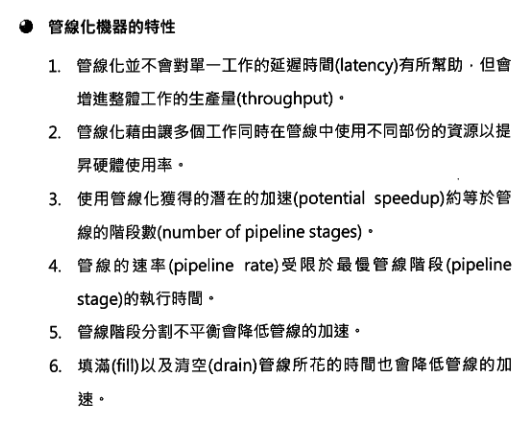 管線化機器的特性
1. 管線化並不會對單一工作的延遲時間(latency)有所幫助，但會
增進整體工作的生產量(throughput)。
2. 管線化藉由讓多個工作同時在管線中使用不同部份的資源以提
昇硬體使用率。
3. 使用管線化獲得的潛在的加速(potential speedup)約等於管
線的階段數(number of pipeline stages)。
4. 管線的速率(pipeline rate)受限於最慢管線階段(pipeline
stage)的執行時間。
5. 管線階段分割不平衡會降低管線的加速。
6. 填滿(fill)以及清空(drain)管線所花的時間也會降低管線的加
速。